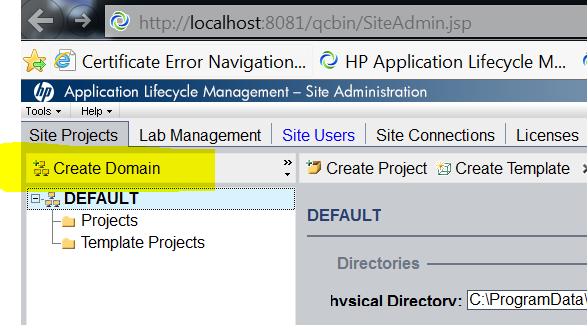 http://localhost:8081/qcbin/SiteAdmin.jsp
Certificate Error Navigation... HP Application Lifecycle M...
hp Application Lifecycle Management – Site Administration
Tools Help
Site Projects Lab Management Site Users Site Connections Licenses
Create Domain » Create Project Create Template
DEFAULT
Projects
Template Projects
DEFAULT
Directories
hysical Directory: C:\ProgramData\